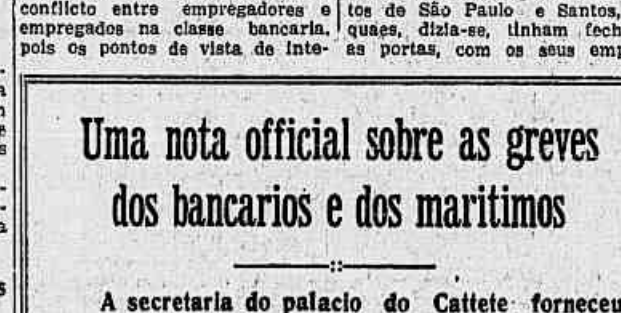 conflicto entre empregadores e
empregados na classe bancaria,
pois os pontos de vista de inte-
tos de São Paulo e Santos,
quaes, dizia-se, tinham fech
as portas, com os seus emp
Uma nota official sobre as greves
dos bancarios e dos maritimos
A secretaria do palacio do Cattete forneceu